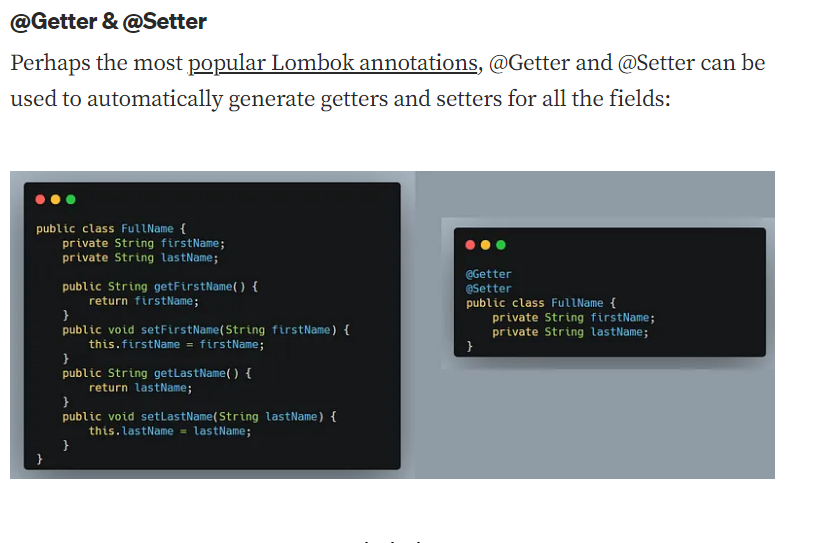 @Getter & @Setter
Perhaps the most popular Lombok annotations, @Getter and @Setter can be
used to automatically generate getters and setters for all the fields:
public class FullName {
    private String firstName;
    private String lastName;
    public String getFirstName() {
        return firstName;
    }
    public void setFirstName(String firstName) {
        this.firstName = firstName;
    }
    public String getLastName() {
        return lastName;
    }
    public void setLastName(String lastName) {
        this.lastName = lastName;
    }
}
@Getter
@Setter
public class FullName {
    private String firstName;
    private String lastName;
}